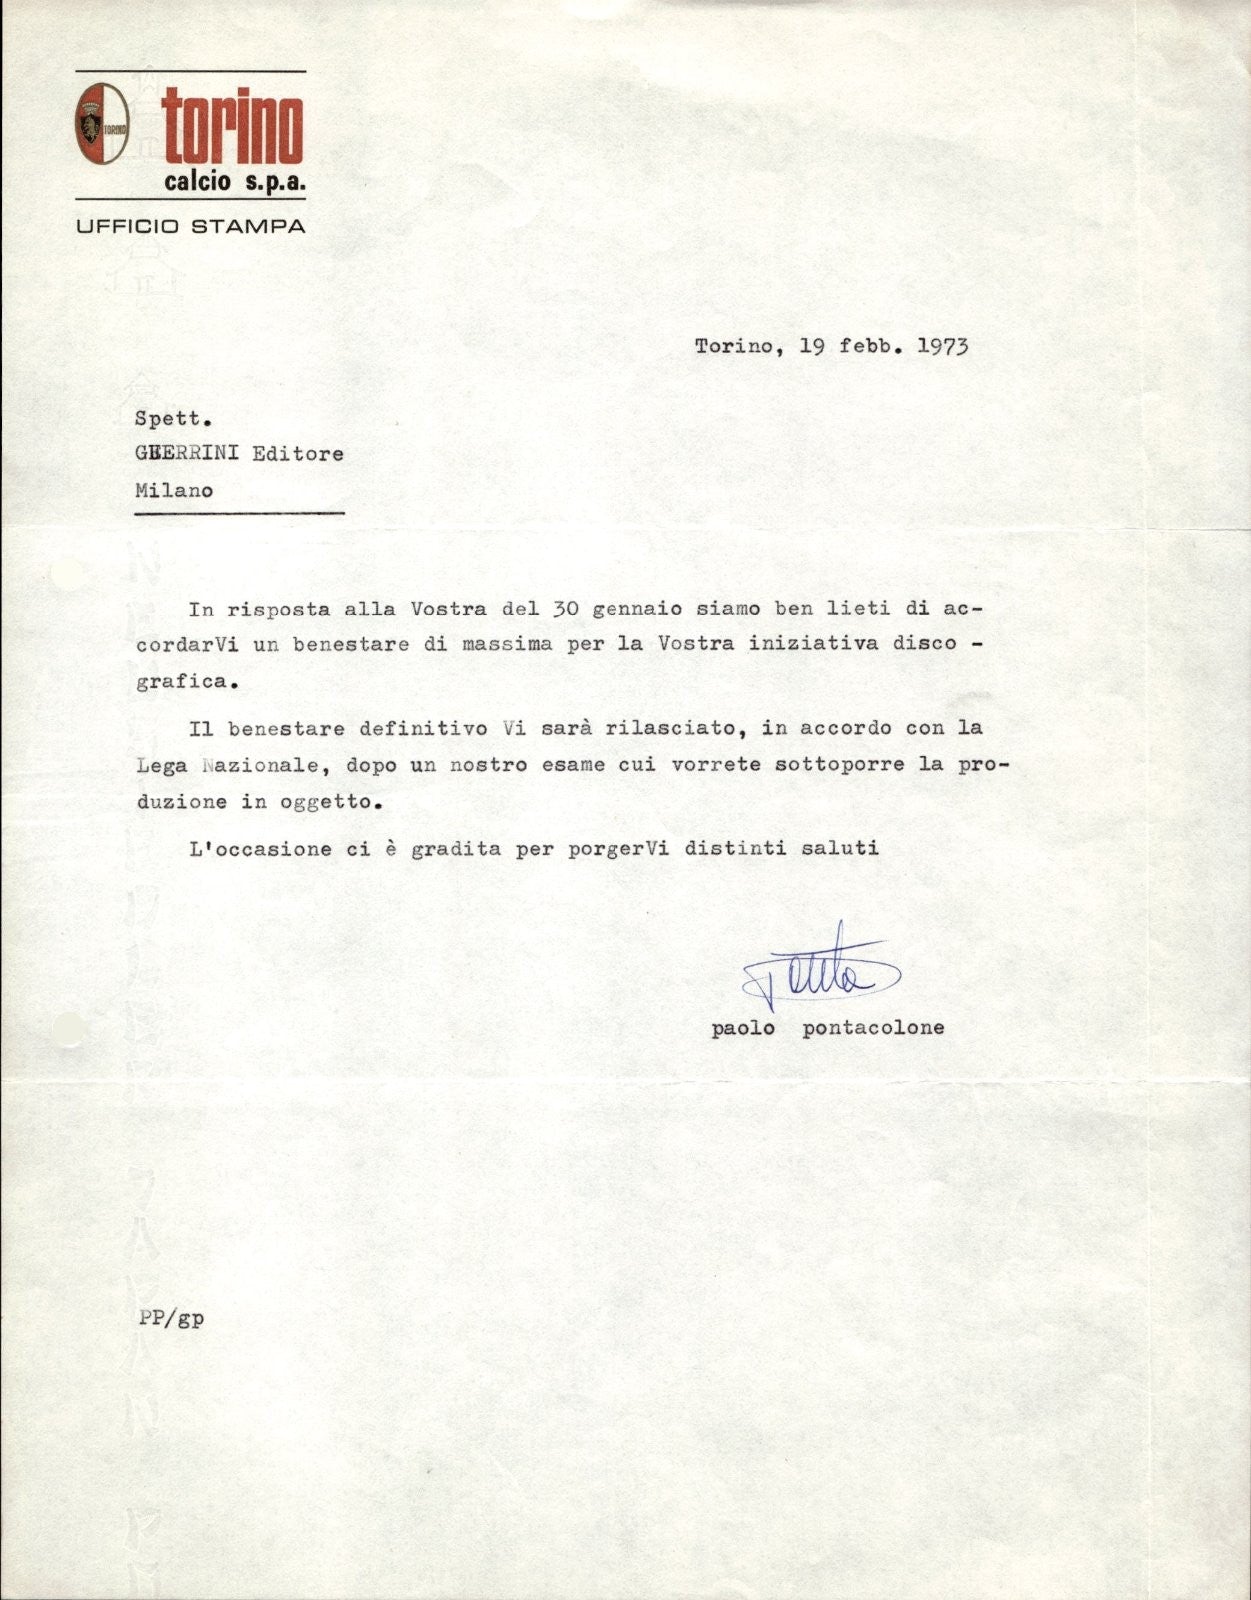 TORINO
torino
calcio s.p.a.
UFFICIO STAMPA
Torino, 19 febb. 1973
Spett.
GUERRINI Editore
Milano
In risposta alla Vostra del 30 gennaio siamo ben lieti di ac-
cordarVi un benestare di massima per la Vostra iniziativa disco -
grafica.
Il benestare definitivo Vi sarà rilasciato, in accordo con la
Lega Nazionale, dopo un nostro esame cui vorrete sottoporre la pro-
duzione in oggetto.
L'occasione ci è gradita per porgerVi distinti saluti
paolo pontacolone
PP/gp